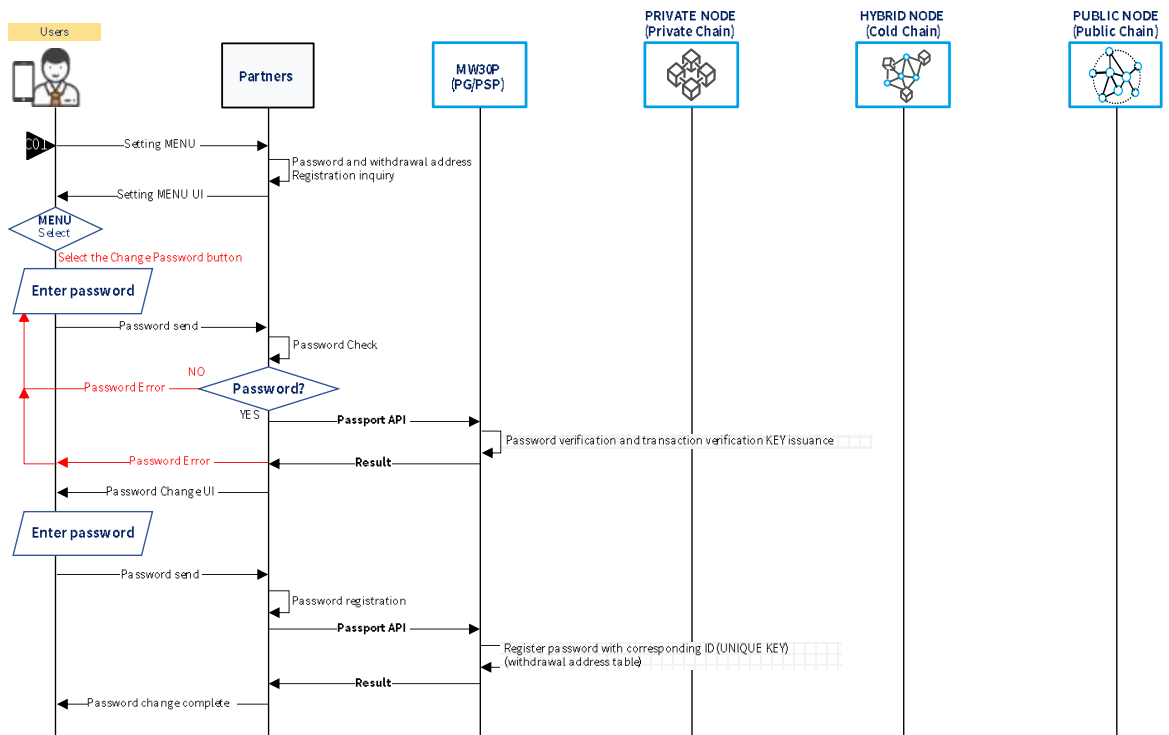 Users
Partners
MW30P
(PG/PSP)
PRIVATE NODE
(Private Chain)
HYBRID NODE
(Cold Chain)
PUBLIC NODE
(Public Chain)
C01
Setting MENU
Password and withdrawal address
Registration inquiry
Setting MENU UI
MENU
Select
Select the Change Password button
Enter password
Password send
Password Check
NO
Password Error
Password?
YES
Passport API
Password verification and transaction verification KEY issuance
Password Error
Result
Password Change UI
Enter password
Password send
Password registration
Passport API
Register password with corresponding ID(UNIQUE KEY)
(withdrawal address table)
Result
Password change complete